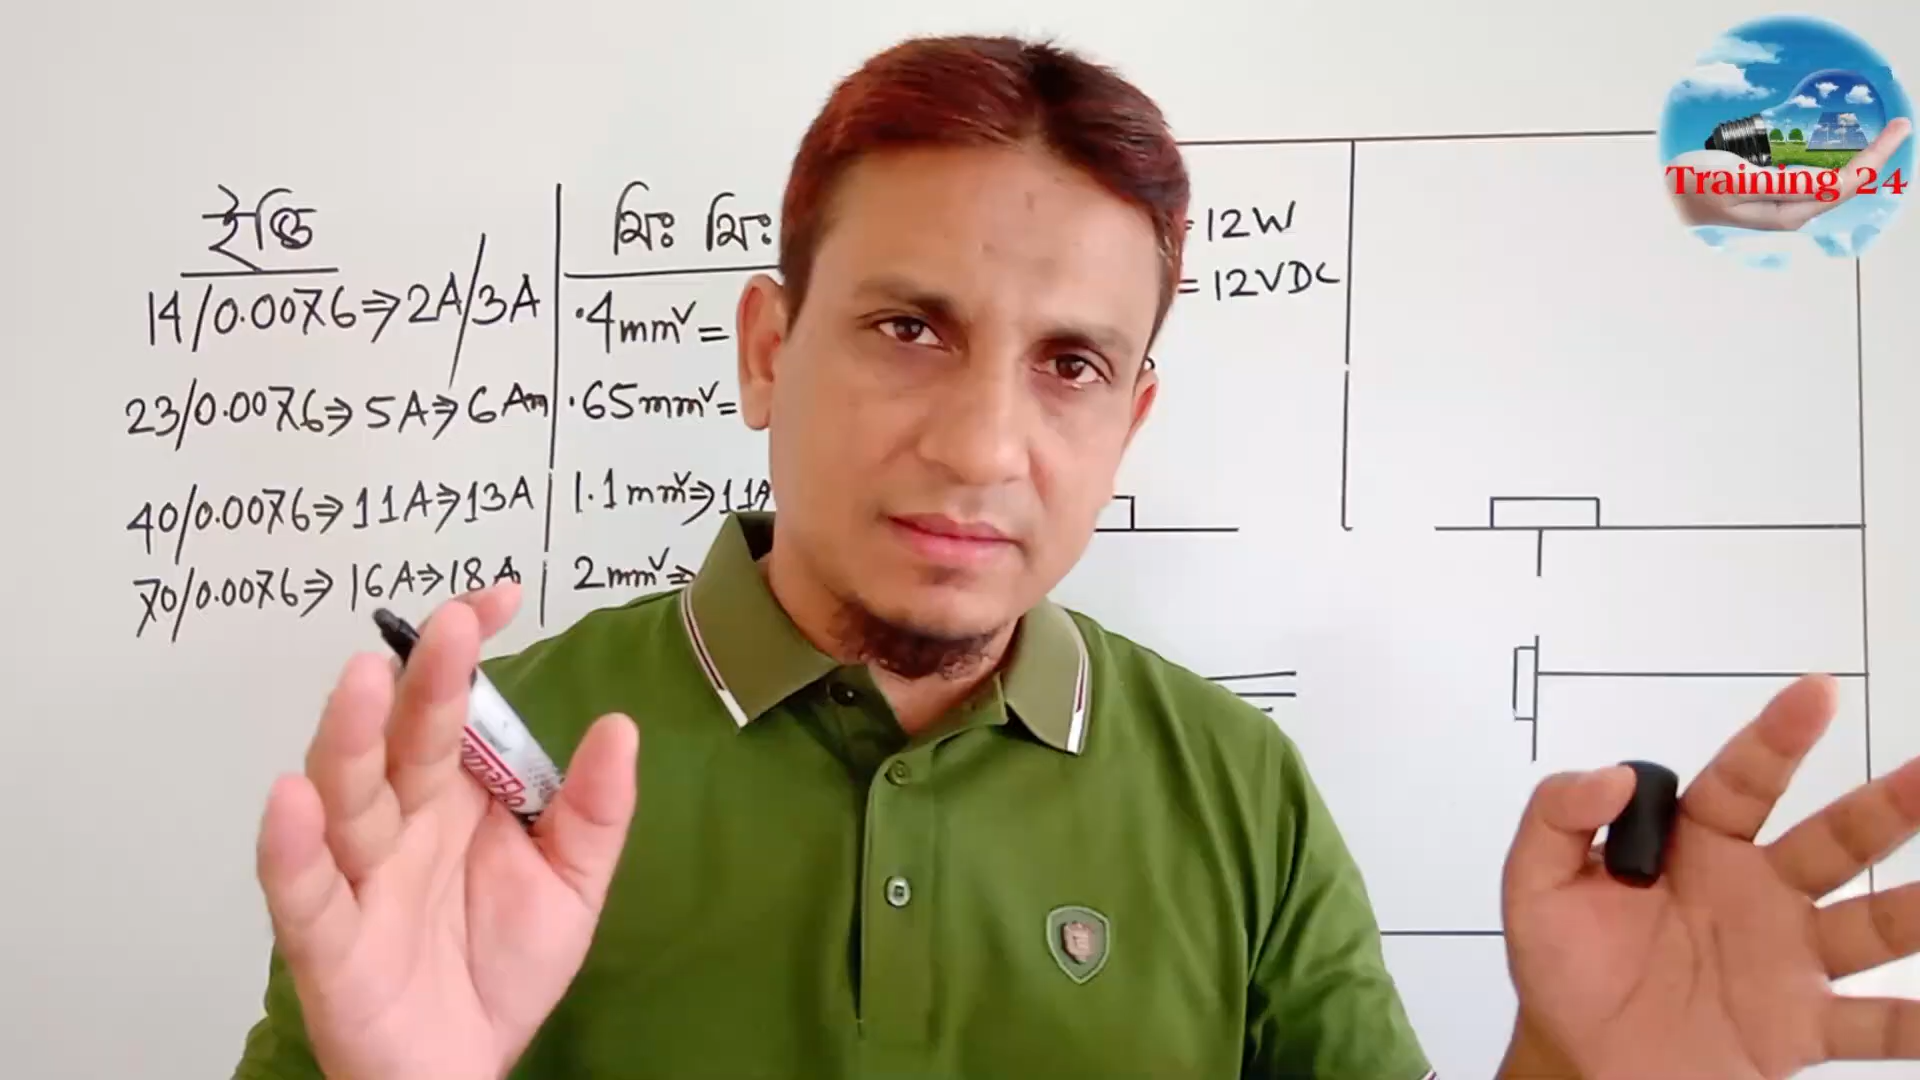 ইঞ্চি
14/0.0076⇒2A/3A
23/0.0076⇒5A⇒6Am
40/0.0076⇒11A⇒13A
70/0.0076⇒16A⇒18A
মিঃ মিঃ
.4mm²=
.65mm²=
1.1mm²⇒11A
2mm²⇒
=12W
=12VDC
Training 24